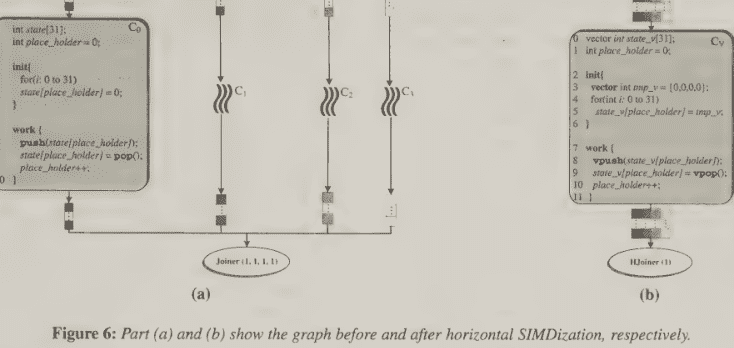 C0
int state[31];
int place_holder = 0;
init{
for(i: 0 to 31)
state[place_holder] = 0;
}
work {
push(state[place_holder]);
state[place_holder] = pop();
place_holder++;
0 }
C1
C2
C3
Joiner (1, 1, 1, 1)
(a)
Cv
0 vector int state_v[31];
1 int place_holder = 0;
2 init{
3 vector int tmp_v = {0,0,0,0};
4 for(int i: 0 to 31)
5 state_v[place_holder] = tmp_v;
6 }
7 work {
8 vpush(state_v[place_holder]);
9 state_v[place_holder] = vpop();
10 place_holder++;
11 }
HJoiner (1)
(b)
Figure 6: Part (a) and (b) show the graph before and after horizontal SIMDization, respectively.